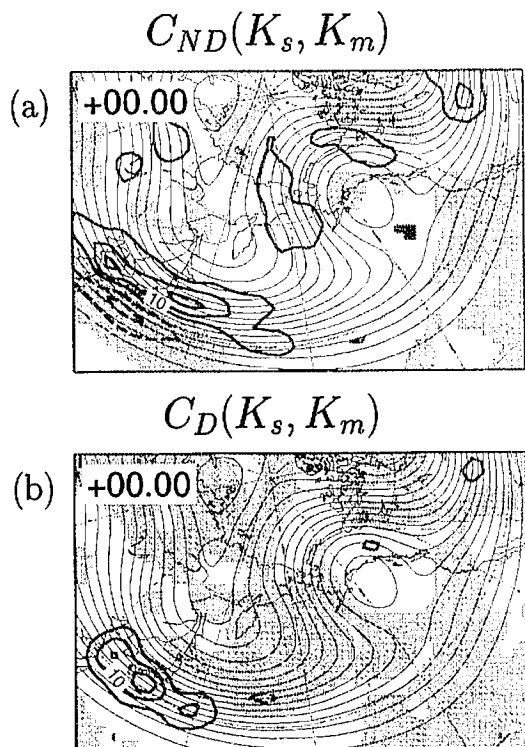 C_{ND}(K_s, K_m)
(a)
+00.00
10
C_D(K_s, K_m)
(b)
+00.00
10